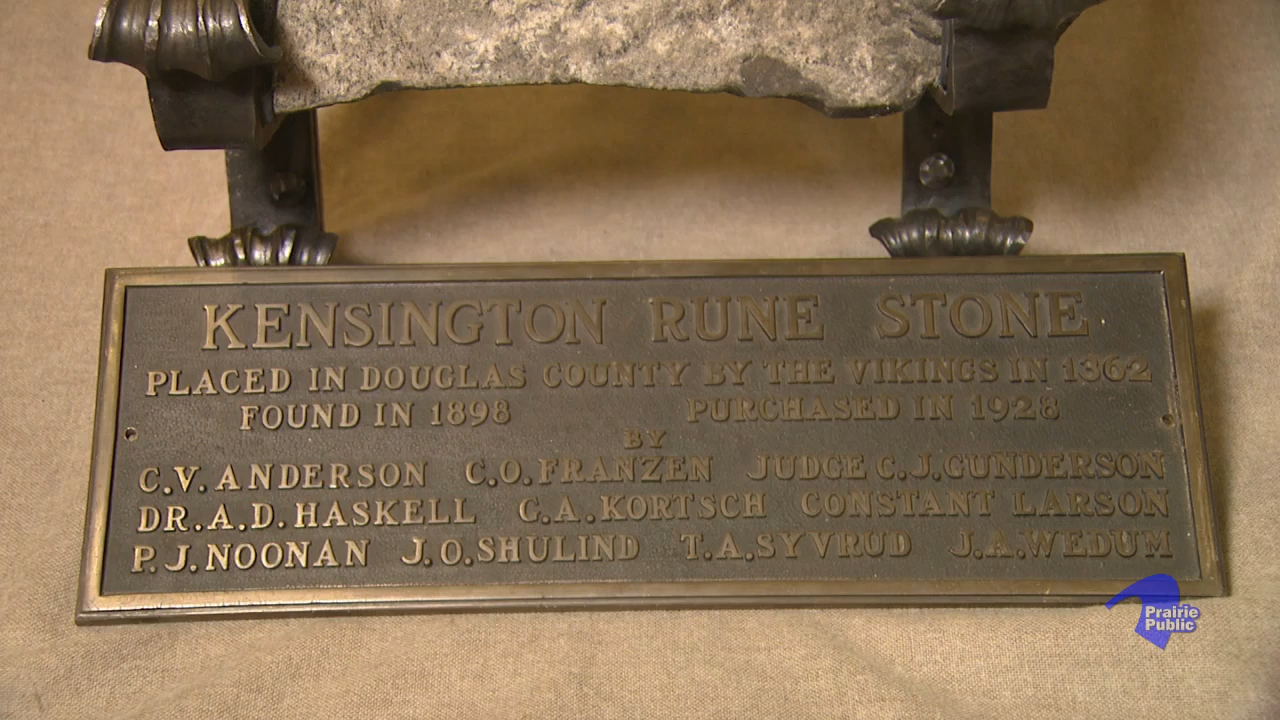 KENSINGTON RUNE STONE
PLACED IN DOUGLAS COUNTY BY THE VIKINGS IN 1362
FOUND IN 1898 PURCHASED IN 1928
BY
C.V. ANDERSON C.O. FRANZEN JUDGE C.J. GUNDERSON
DR. A.D. HASKELL C.A. KORTSCH CONSTANT LARSON
P.J. NOONAN J.O. SHULIND T.A. SYVRUD J.A. WEDUM
Prairie
Public